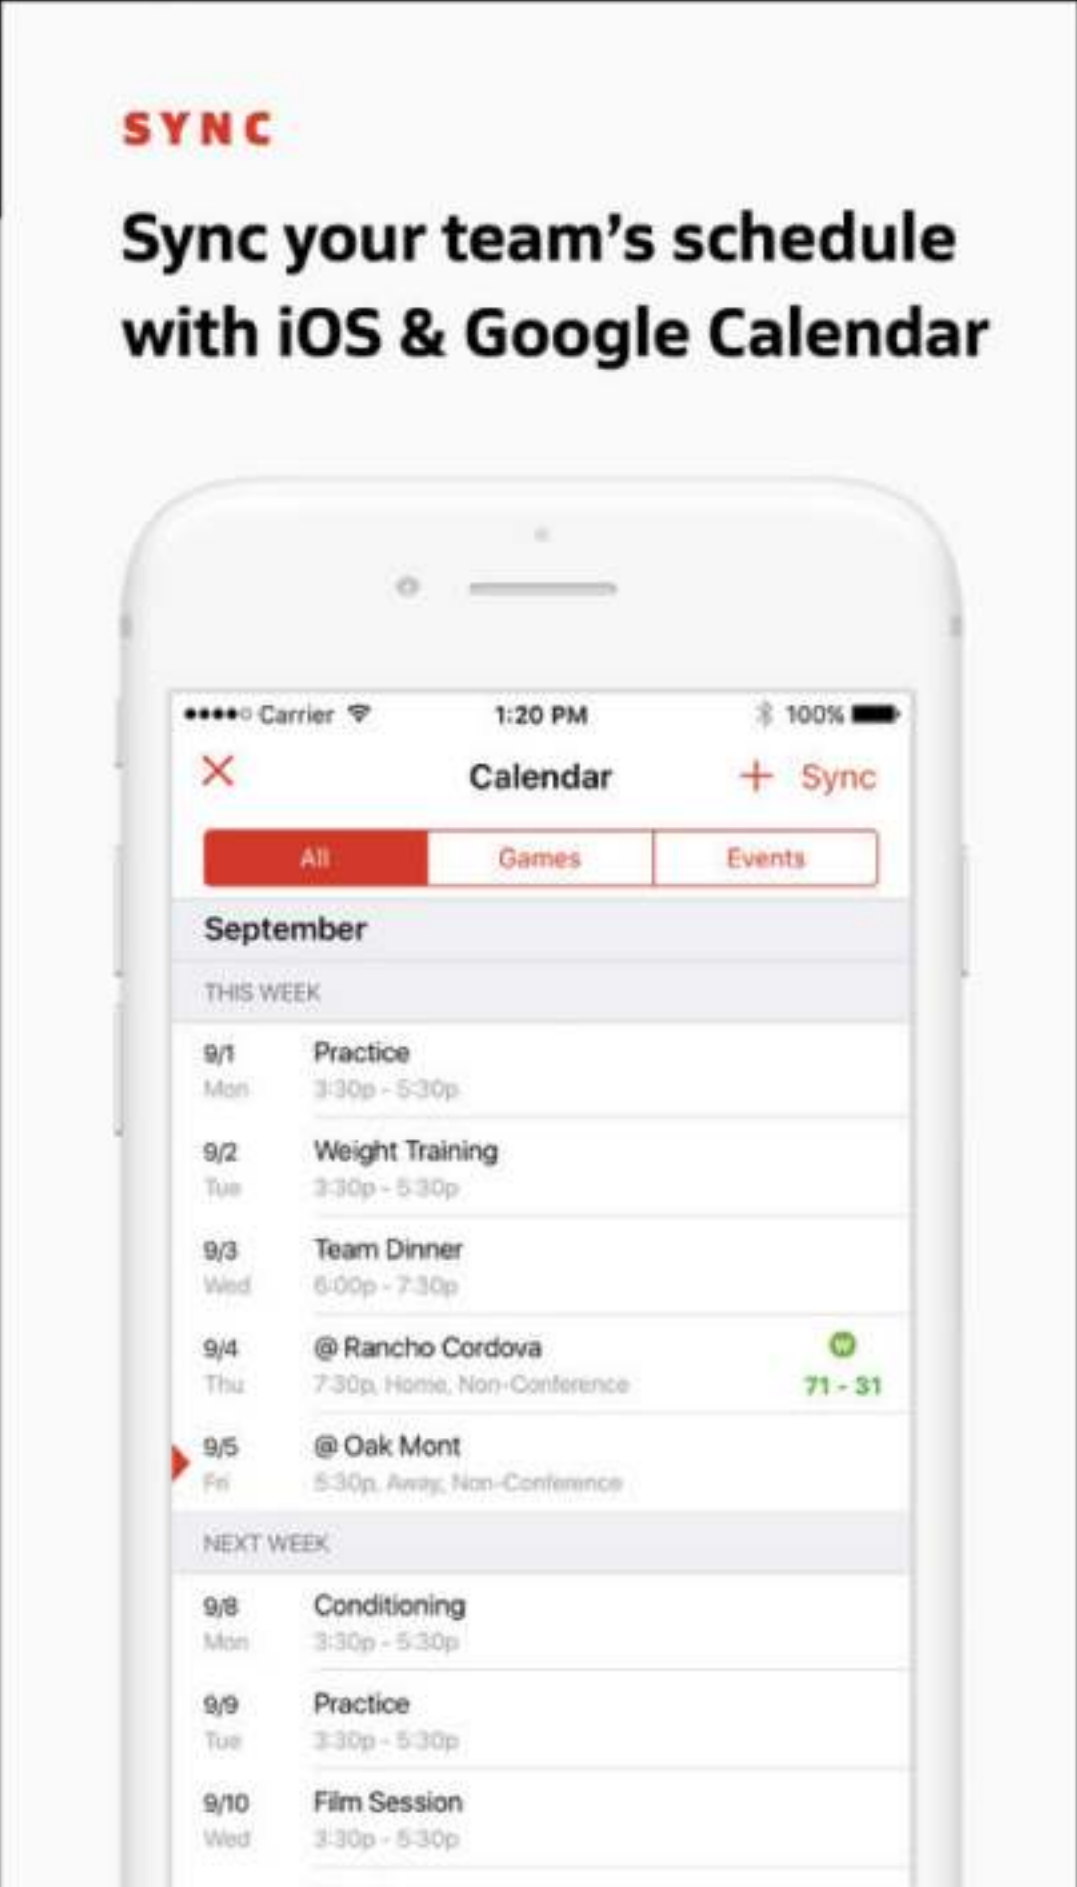 SYNC
Sync your team's schedule
with iOS & Google Calendar
Carrier 1:20 PM 100%
Calendar + Sync
All Games Events
September
THIS WEEK
9/1 Practice
Mon 3:30p - 5:30p
9/2 Weight Training
Tue 3:30p - 5:30p
9/3 Team Dinner
Wed 6:00p - 7:30p
9/4 @ Rancho Cordova W
Thu 7:30p, Home, Non-Conference 71 - 31
9/5 @ Oak Mont
Fri 5:30p, Away, Non-Conference
NEXT WEEK
9/8 Conditioning
Mon 3:30p - 5:30p
9/9 Practice
Tue 3:30p - 5:30p
9/10 Film Session
Wed 3:30p - 5:30p